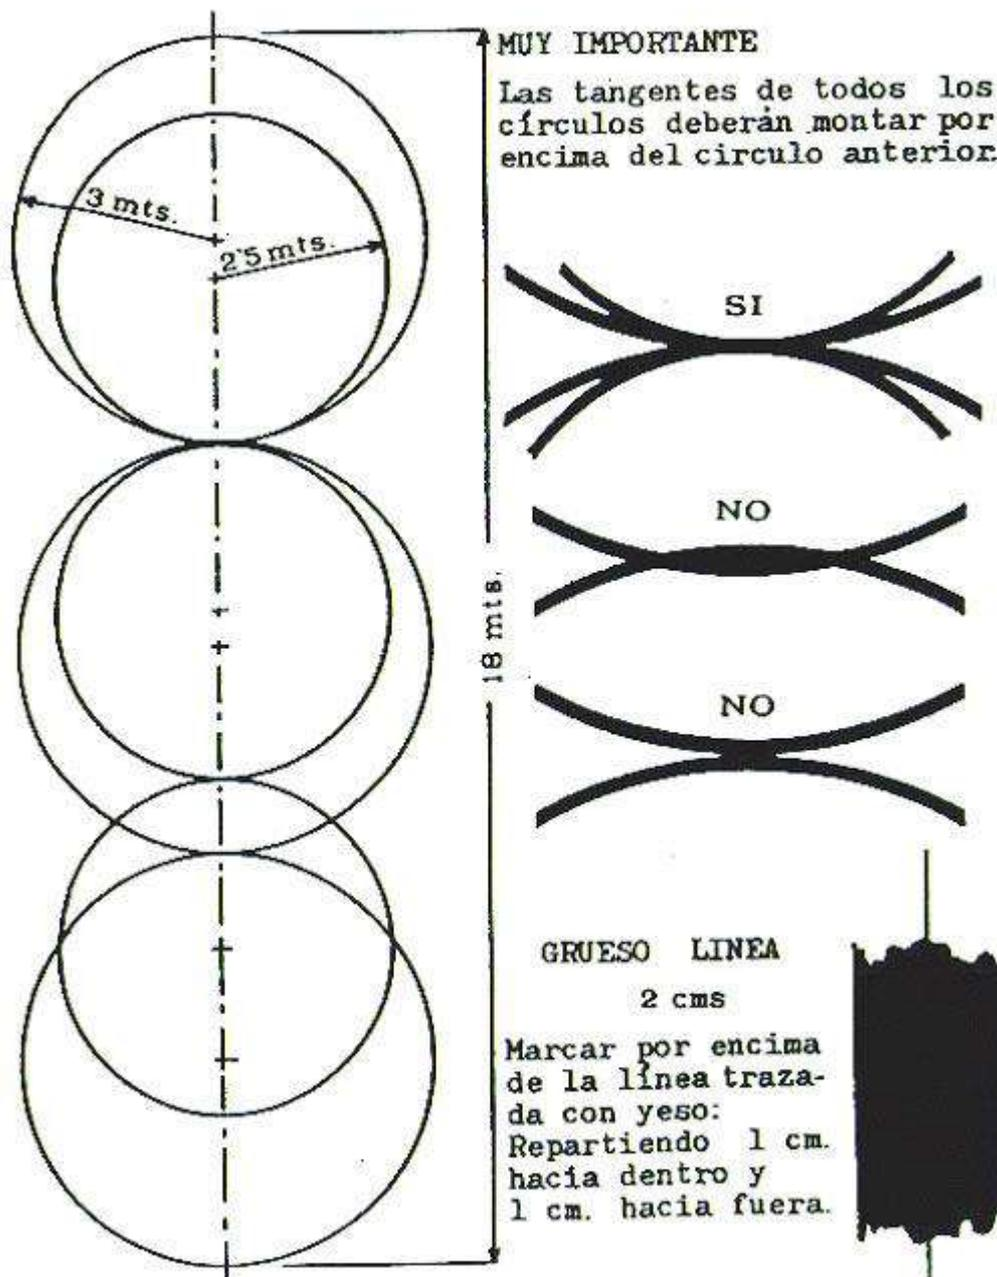 MUY IMPORTANTE
Las tangentes de todos los
círculos deberán montar por
encima del circulo anterior.
3 mts.
2'5 mts.
SI
NO
18 mts.
NO
GRUESO LINEA
2 cms
Marcar por encima
de la línea traza-
da con yeso:
Repartiendo 1 cm.
hacia dentro y
1 cm. hacia fuera.